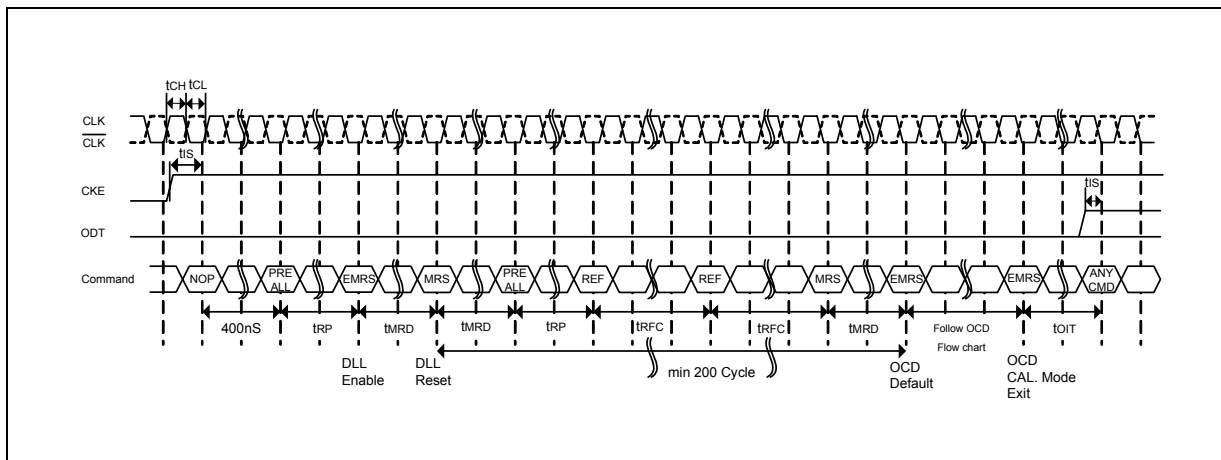 tCH tCL
CLK
CLK
tIS
CKE
tIS
ODT
Command NOP PRE ALL EMRS MRS PRE ALL REF REF MRS EMRS EMRS ANY CMD
400nS tRP tMRD tMRD tRP tRFC tRFC tMRD Follow OCD Flow chart tOIT
DLL Enable
DLL Reset
min 200 Cycle
OCD Default
OCD CAL. Mode Exit